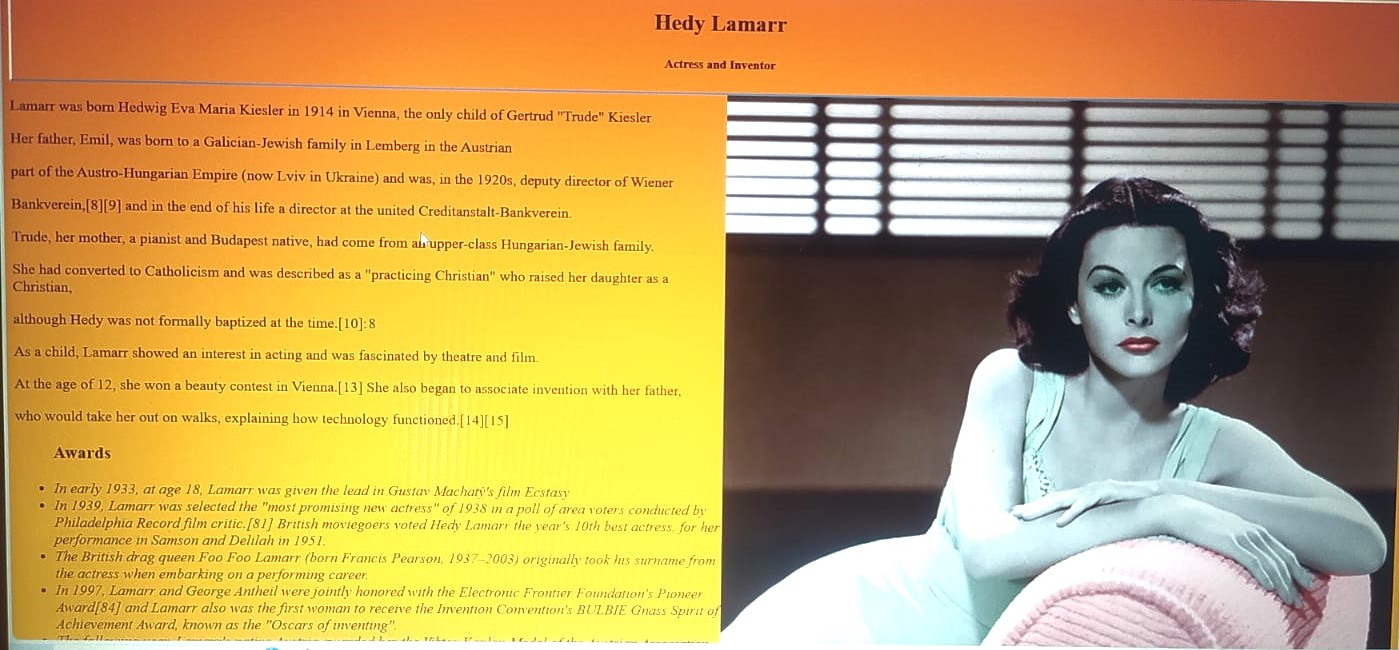 Hedy Lamarr
Actress and Inventor
Lamarr was born Hedwig Eva Maria Kiesler in 1914 in Vienna, the only child of Gertrud "Trude" Kiesler
Her father, Emil, was born to a Galician-Jewish family in Lemberg in the Austrian
part of the Austro-Hungarian Empire (now Lviv in Ukraine) and was, in the 1920s, deputy director of Wiener
Bankverein,[8][9] and in the end of his life a director at the united Creditanstalt-Bankverein.
Trude, her mother, a pianist and Budapest native, had come from an upper-class Hungarian-Jewish family.
She had converted to Catholicism and was described as a "practicing Christian" who raised her daughter as a
Christian,
although Hedy was not formally baptized at the time.[10]:8
As a child, Lamarr showed an interest in acting and was fascinated by theatre and film.
At the age of 12, she won a beauty contest in Vienna.[13] She also began to associate invention with her father,
who would take her out on walks, explaining how technology functioned.[14][15]
Awards
• In early 1933, at age 18, Lamarr was given the lead in Gustav Machatý's film Ecstasy
• In 1939, Lamarr was selected the "most promising new actress" of 1938 in a poll of area voters conducted by
Philadelphia Record film critic.[81] British moviegoers voted Hedy Lamarr the year's 10th best actress, for her
performance in Samson and Delilah in 1951.
• The British drag queen Foo Foo Lamarr (born Francis Pearson, 1937–2003) originally took his surname from
the actress when embarking on a performing career.
• In 1997, Lamarr and George Antheil were jointly honored with the Electronic Frontier Foundation's Pioneer
Award[84] and Lamarr also was the first woman to receive the Invention Convention's BULBIE Gnass Spirit of
Achievement Award, known as the "Oscars of inventing".